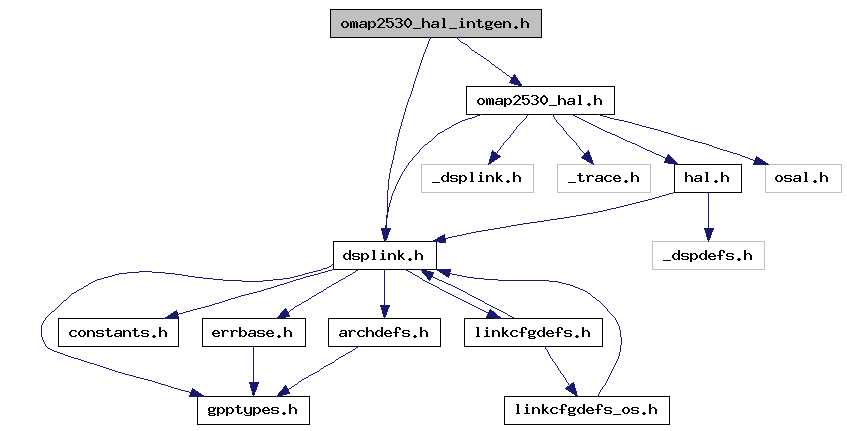 omap2530_hal_intgen.h
omap2530_hal.h
_dsplink.h
_trace.h
hal.h
osal.h
dsplink.h
_dspdefs.h
constants.h
errbase.h
archdefs.h
linkcfgdefs.h
gpptypes.h
linkcfgdefs_os.h